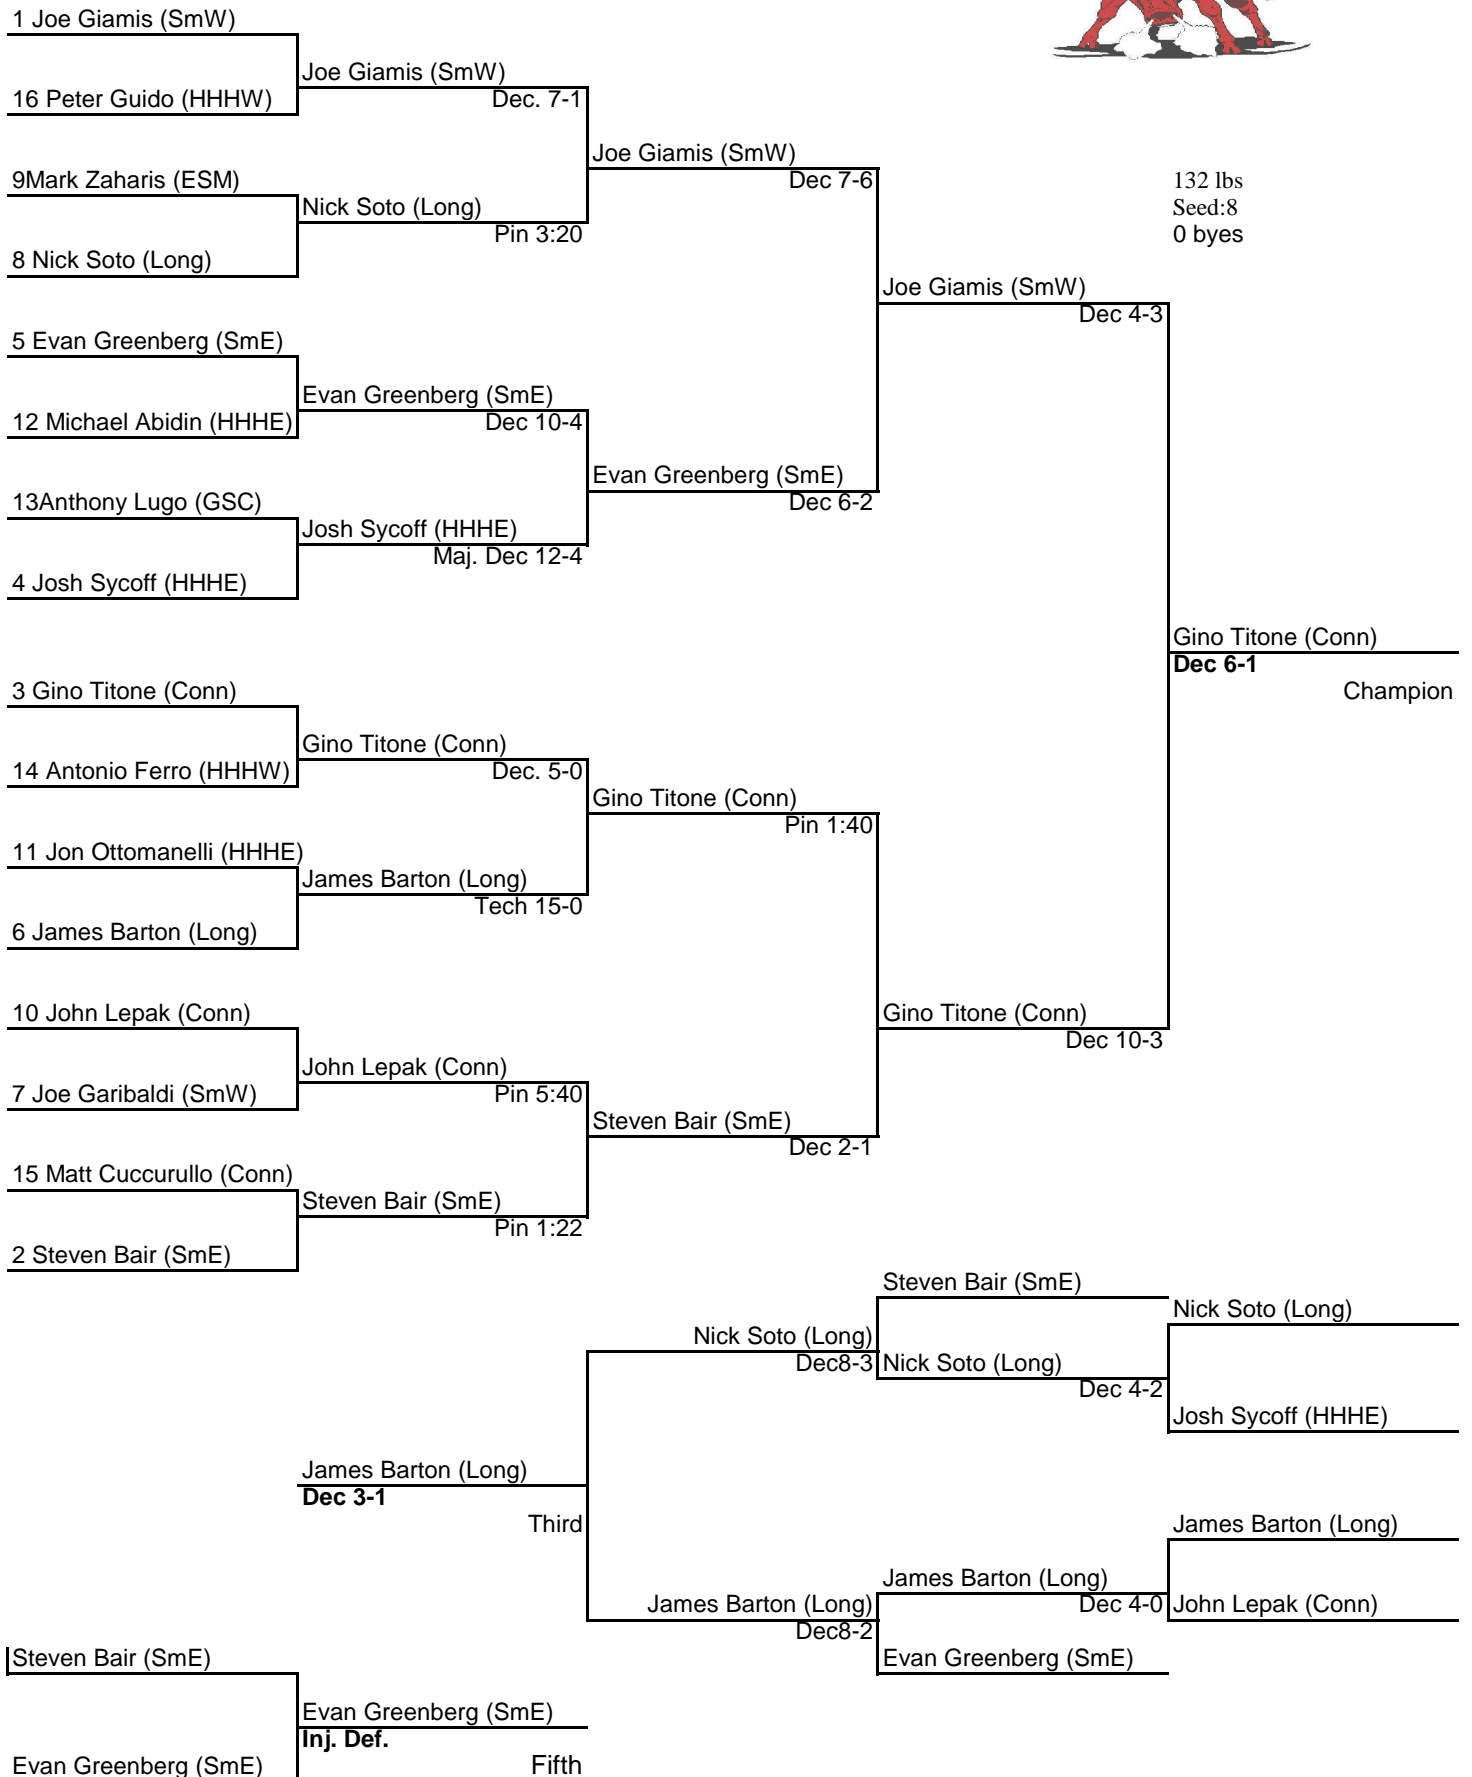 1 Joe Giamis (SmW)
Joe Giamis (SmW)
16 Peter Guido (HHHW)
Dec. 7-1
Joe Giamis (SmW)
9Mark Zaharis (ESM)
Dec 7-6
132 lbs
Nick Soto (Long)
Seed:8
Pin 3:20
0 byes
8 Nick Soto (Long)
Joe Giamis (SmW)
Dec 4-3
5 Evan Greenberg (SmE)
Evan Greenberg (SmE)
12 Michael Abidin (HHHE)
Dec 10-4
Evan Greenberg (SmE)
13Anthony Lugo (GSC)
Dec 6-2
Josh Sycoff (HHHE)
Maj. Dec 12-4
4 Josh Sycoff (HHHE)
Gino Titone (Conn)
Dec 6-1
3 Gino Titone (Conn)
Champion
Gino Titone (Conn)
14 Antonio Ferro (HHHW)
Dec. 5-0
Gino Titone (Conn)
Pin 1:40
11 Jon Ottomanelli (HHHE)
James Barton (Long)
Tech 15-0
6 James Barton (Long)
10 John Lepak (Conn)
Gino Titone (Conn)
Dec 10-3
John Lepak (Conn)
7 Joe Garibaldi (SmW)
Pin 5:40
Steven Bair (SmE)
Dec 2-1
15 Matt Cuccurullo (Conn)
Steven Bair (SmE)
Pin 1:22
2 Steven Bair (SmE)
Steven Bair (SmE)
Nick Soto (Long)
Nick Soto (Long)
Dec8-3
Nick Soto (Long)
Dec 4-2
Josh Sycoff (HHHE)
James Barton (Long)
Dec 3-1
Third
James Barton (Long)
James Barton (Long)
James Barton (Long)
Dec 4-0
John Lepak (Conn)
Dec8-2
Steven Bair (SmE)
Evan Greenberg (SmE)
Evan Greenberg (SmE)
Inj. Def.
Evan Greenberg (SmE)
Fifth